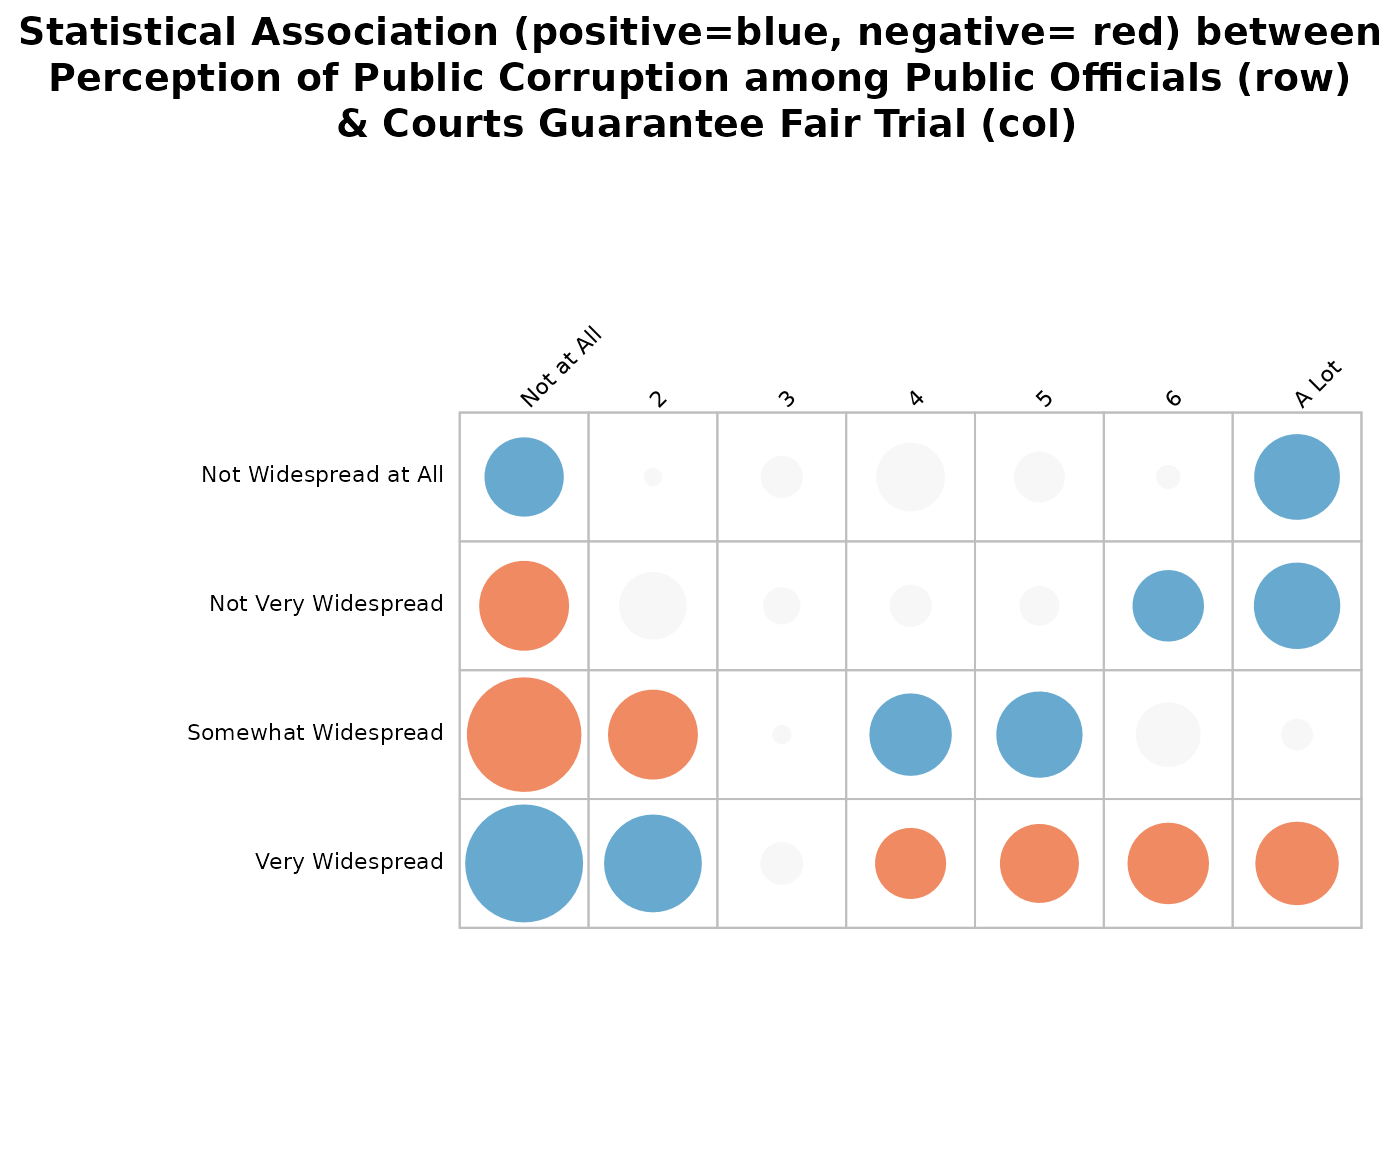 Statistical Association (positive=blue, negative= red) between
Perception of Public Corruption among Public Officials (row)
& Courts Guarantee Fair Trial (col)
Not at All
2
3
4
5
6
A Lot
Not Widespread at All
Not Very Widespread
Somewhat Widespread
Very Widespread